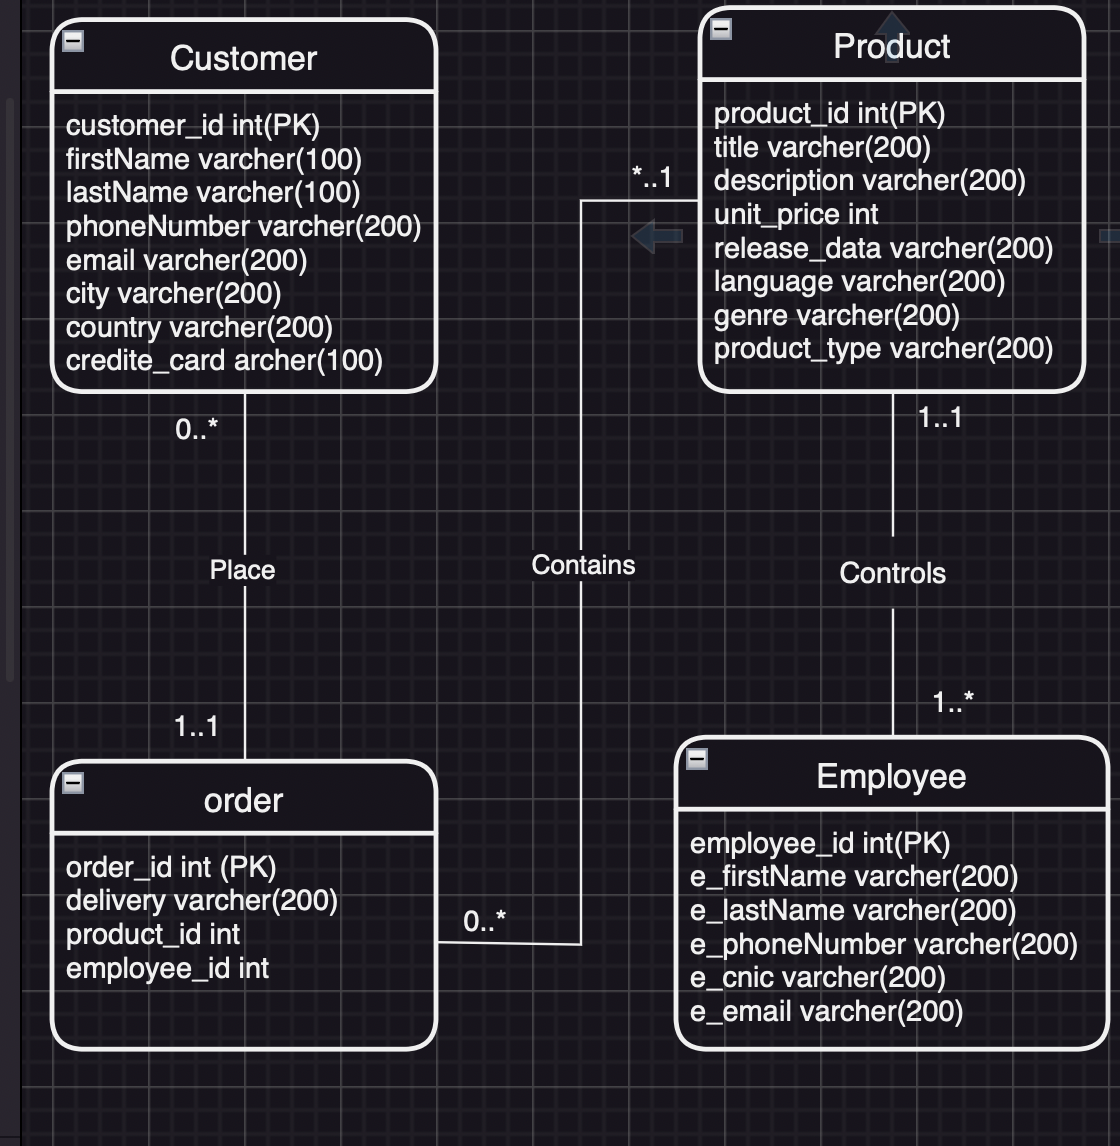 Customer
customer_id int(PK)
firstName varcher(100)
lastName varcher(100)
phoneNumber varcher(200)
email varcher(200)
city varcher(200)
country varcher(200)
credite_card archer(100)
Product
product_id int(PK)
title varcher(200)
description varcher(200)
unit_price int
release_data varcher(200)
language varcher(200)
genre varcher(200)
product_type varcher(200)
*..1
0..*
1..1
Place
Contains
Controls
1..1
1..*
order
order_id int (PK)
delivery varcher(200)
product_id int
employee_id int
0..*
Employee
employee_id int(PK)
e_firstName varcher(200)
e_lastName varcher(200)
e_phoneNumber varcher(200)
e_cnic varcher(200)
e_email varcher(200)